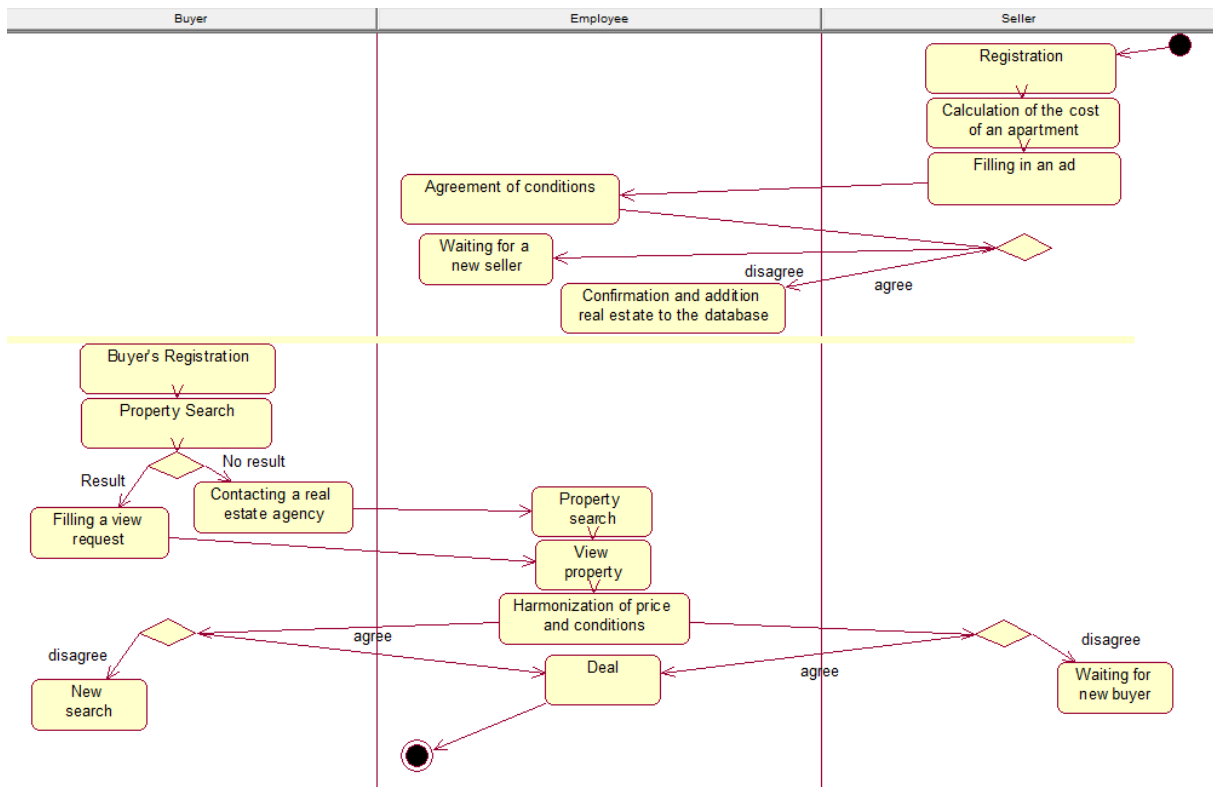 Buyer
Employee
Seller
Registration
Calculation of the cost
of an apartment
Filling in an ad
Agreement of conditions
Waiting for a
new seller
disagree
agree
Confirmation and addition
real estate to the database
Buyer's Registration
Property Search
No result
Result
Contacting a real
estate agency
Filling a view
request
Property
search
View
property
Harmonization of price
and conditions
agree
disagree
disagree
agree
New
search
Deal
Waiting for
new buyer